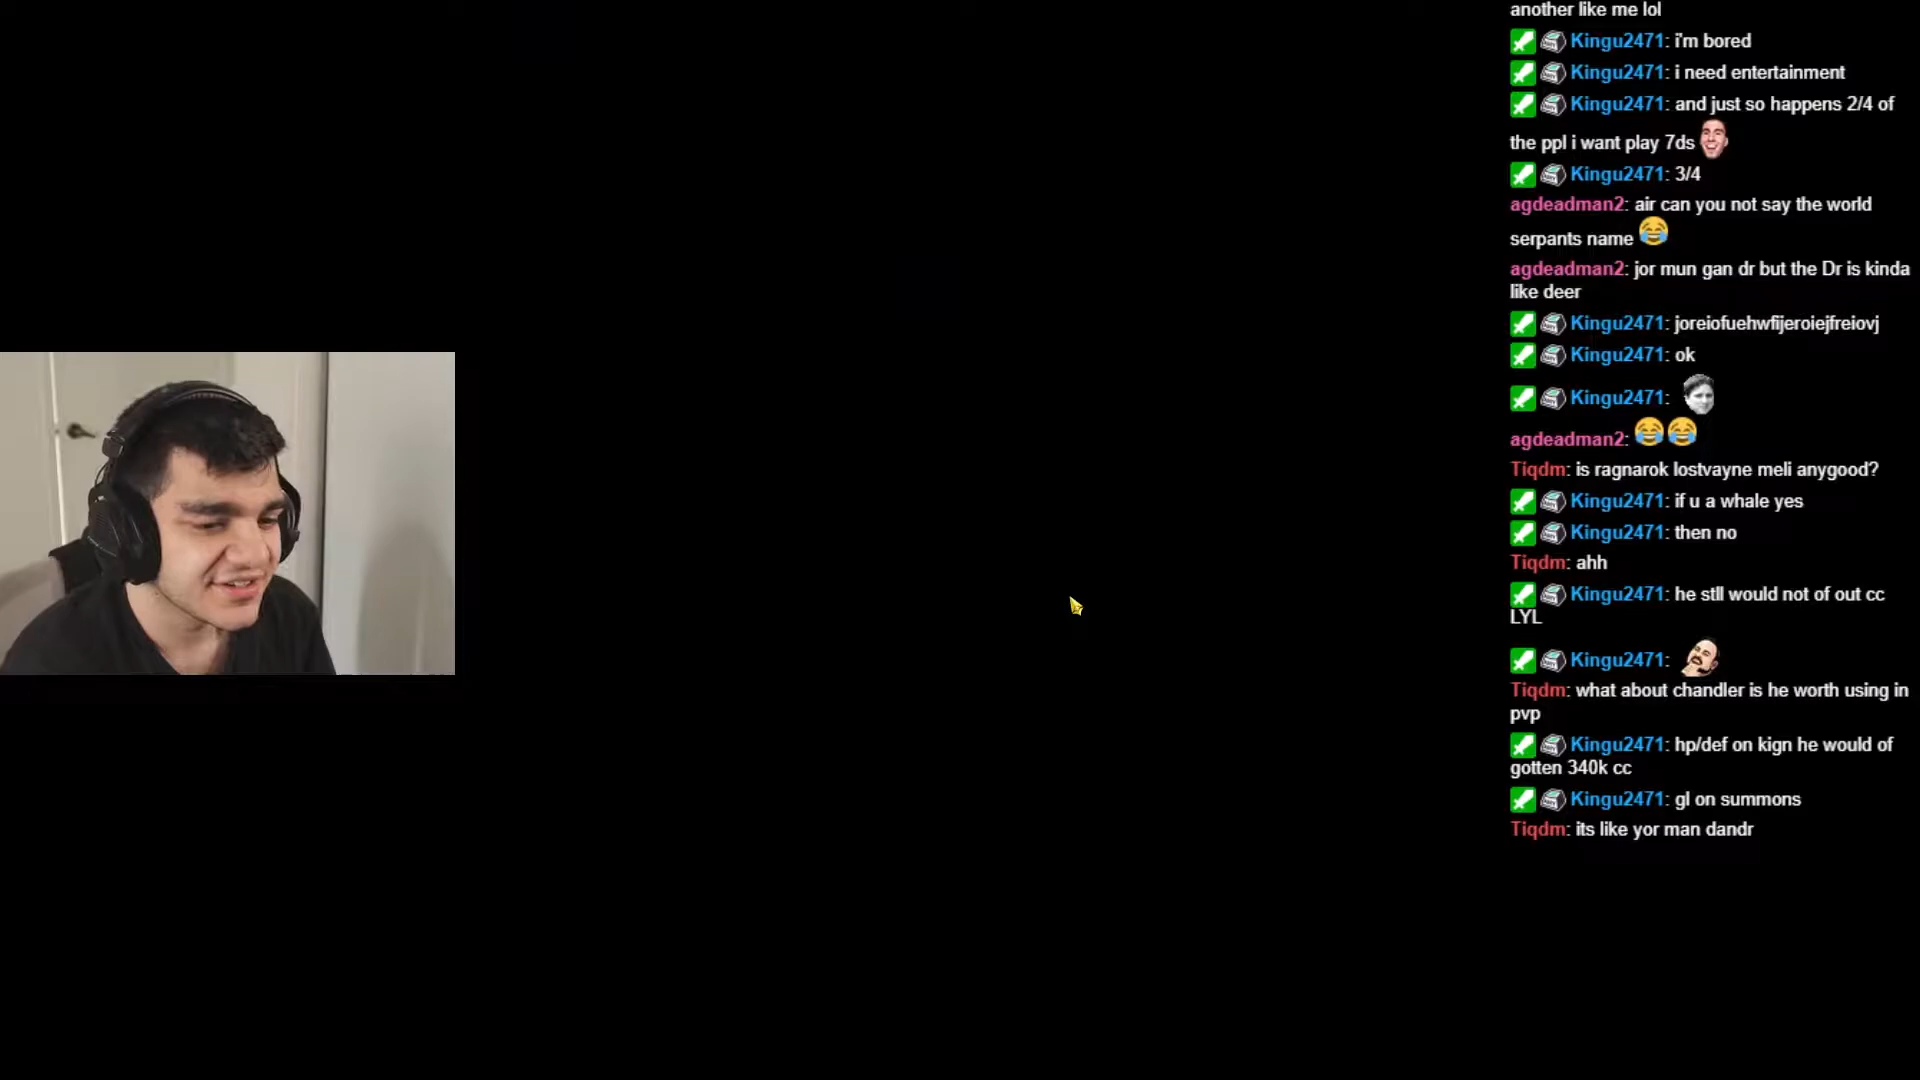 another like me lol
Kingu2471: i'm bored
Kingu2471: i need entertainment
Kingu2471: and just so happens 2/4 of
the ppl i want play 7ds
Kingu2471: 3/4
agdeadman2: air can you not say the world
serpants name 😂
agdeadman2: jor mun gan dr but the Dr is kinda
like deer
Kingu2471: joreiofuehwfijeroiejfreiovj
Kingu2471: ok
Kingu2471:
agdeadman2: 😂😂
Tiqdm: is ragnarok lostvayne meli anygood?
Kingu2471: if u a whale yes
Kingu2471: then no
Tiqdm: ahh
Kingu2471: he stll would not of out cc
LYL
Kingu2471:
Tiqdm: what about chandler is he worth using in
pvp
Kingu2471: hp/def on kign he would of
gotten 340k cc
Kingu2471: gl on summons
Tiqdm: its like yor man dandr